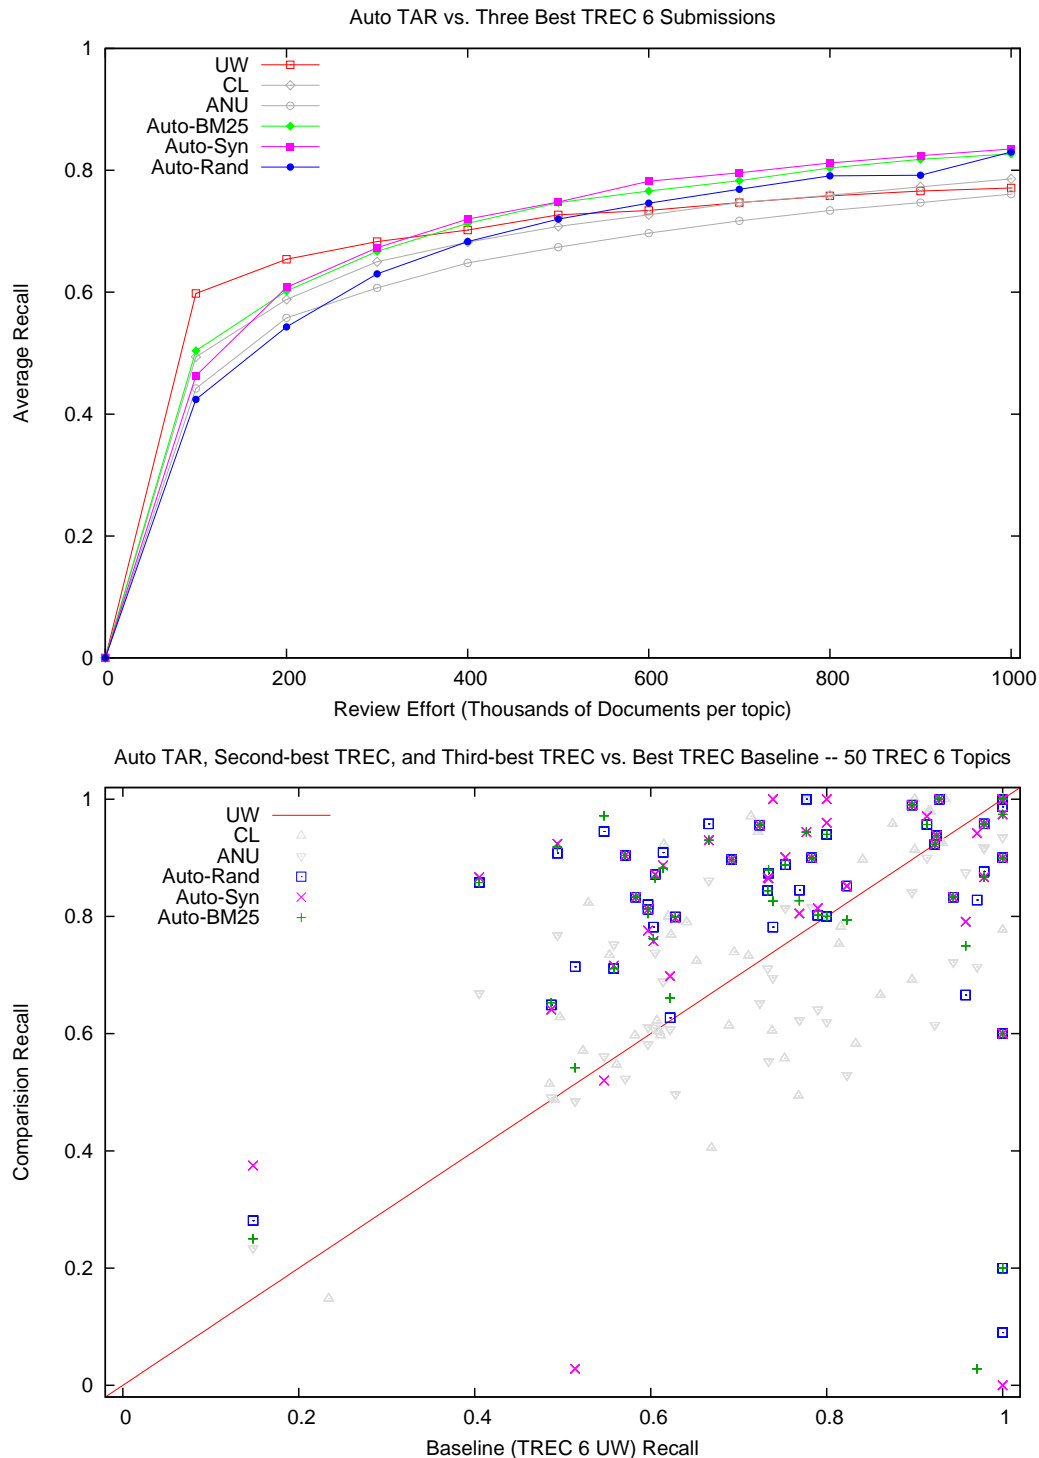 Auto TAR vs. Three Best TREC 6 Submissions
1
UW
CL
ANU
Auto-BM25
Auto-Syn
Auto-Rand
0.8
0.6
0.4
0.2
0
Average Recall
0 200 400 600 800 1000
Review Effort (Thousands of Documents per topic)
Auto TAR, Second-best TREC, and Third-best TREC vs. Best TREC Baseline -- 50 TREC 6 Topics
1
UW
CL
ANU
Auto-Rand
Auto-Syn
Auto-BM25
0.8
0.6
0.4
0.2
0
Comparision Recall
0 0.2 0.4 0.6 0.8 1
Baseline (TREC 6 UW) Recall